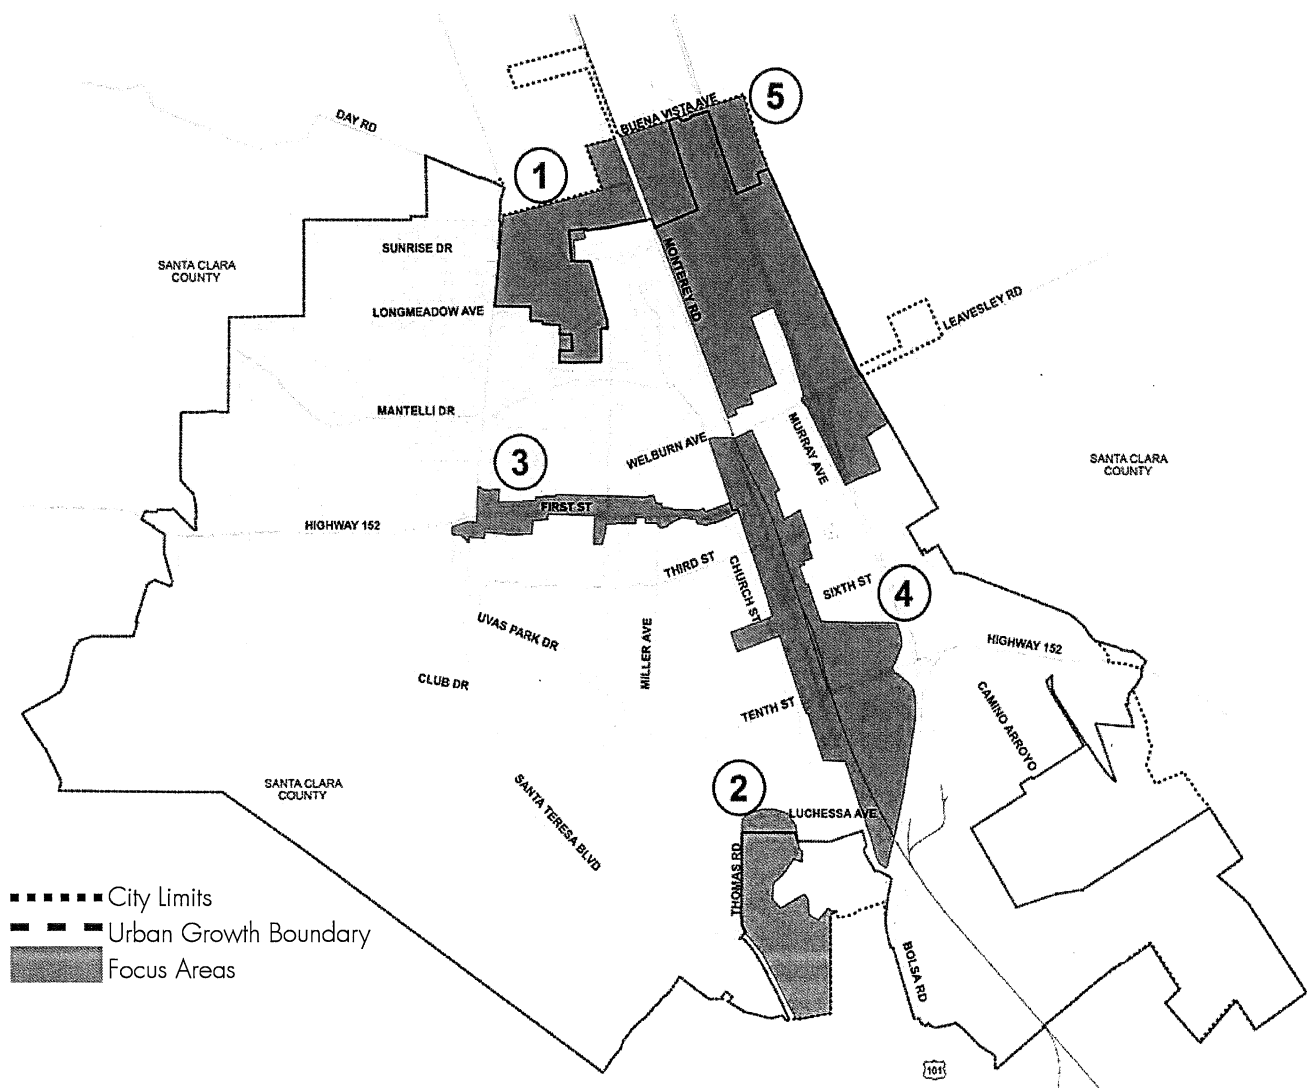 5
BUENA VISTA AVE
DAY RD
1
SUNRISE DR
SANTA CLARA
COUNTY
MONTEREY RD
LONGMEADOW AVE
LEAVESLEY RD
MANTELLI DR
MURRAY AVE
WELBURN AVE
3
SANTA CLARA
COUNTY
FIRST ST
HIGHWAY 152
THIRD ST
CHURCH ST
SIXTH ST
4
UVAS PARK DR
MILLER AVE
HIGHWAY 152
CLUB DR
CAMINO ARROYO
TENTH ST
2
SANTA CLARA
COUNTY
SANTA TERESA BLVD
LUCHESSA AVE
THOMAS RD
City Limits
Urban Growth Boundary
Focus Areas
BOLSA RD
101